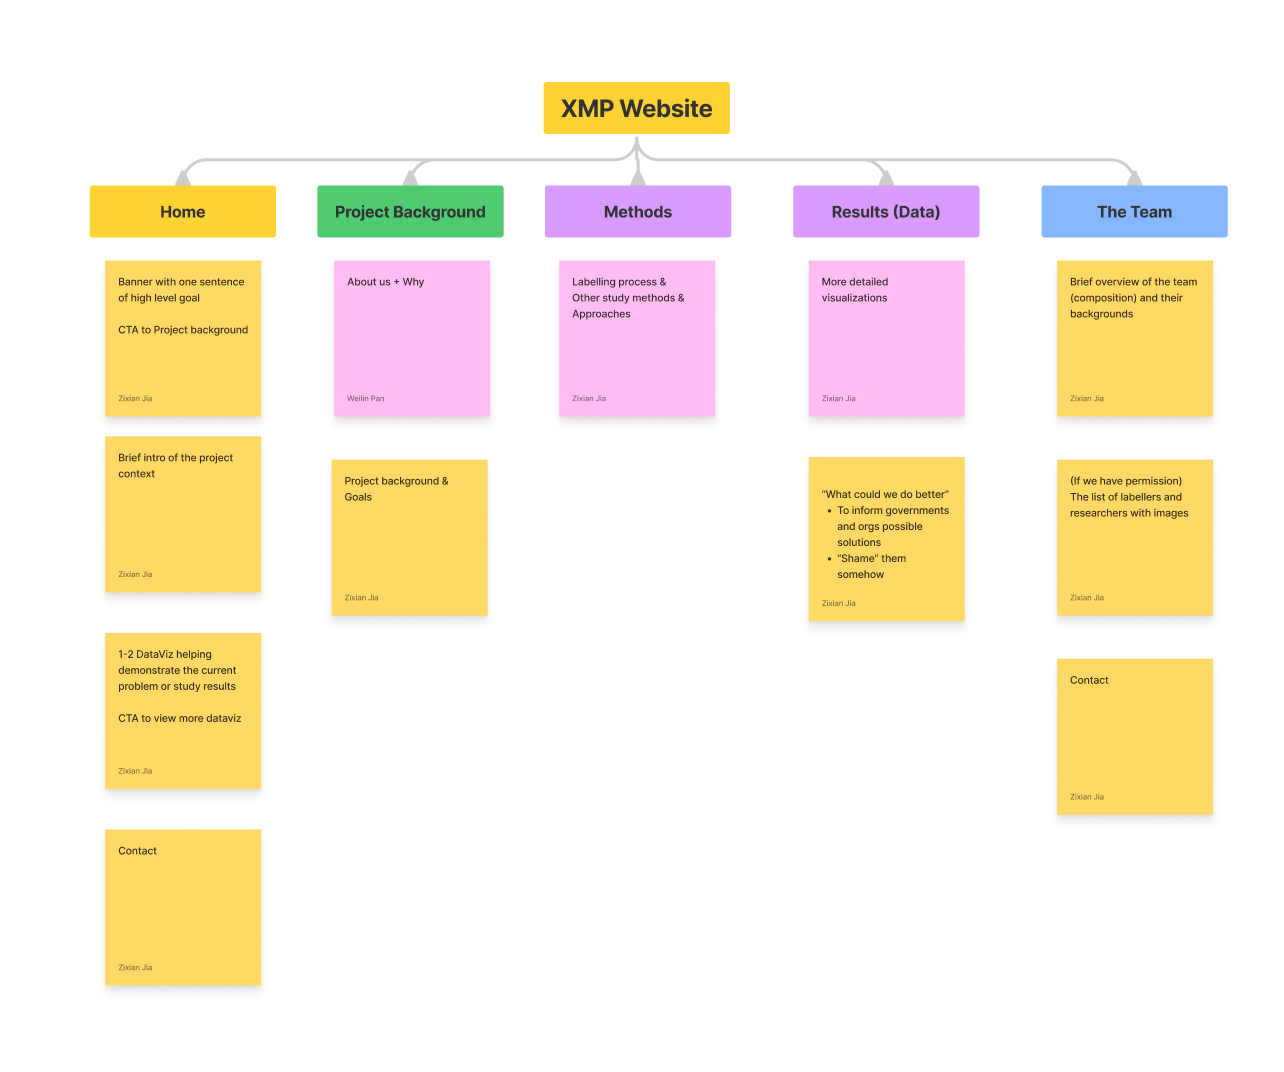 XMP Website
Home
Project Background
Methods
Results (Data)
The Team
Banner with one sentence
of high level goal
CTA to Project background
Zixian Jia
Brief intro of the project
context
Zixian Jia
1-2 DataViz helping
demonstrate the current
problem or study results
CTA to view more dataviz
Zixian Jia
Contact
Zixian Jia
About us + Why
Weilin Pan
Project background &
Goals
Zixian Jia
Labelling process &
Other study methods &
Approaches
Zixian Jia
More detailed
visualizations
Zixian Jia
“What could we do better”
• To inform governments
and orgs possible
solutions
• “Shame” them
somehow
Zixian Jia
Brief overview of the team
(composition) and their
backgrounds
Zixian Jia
(If we have permission)
The list of labellers and
researchers with images
Zixian Jia
Contact
Zixian Jia